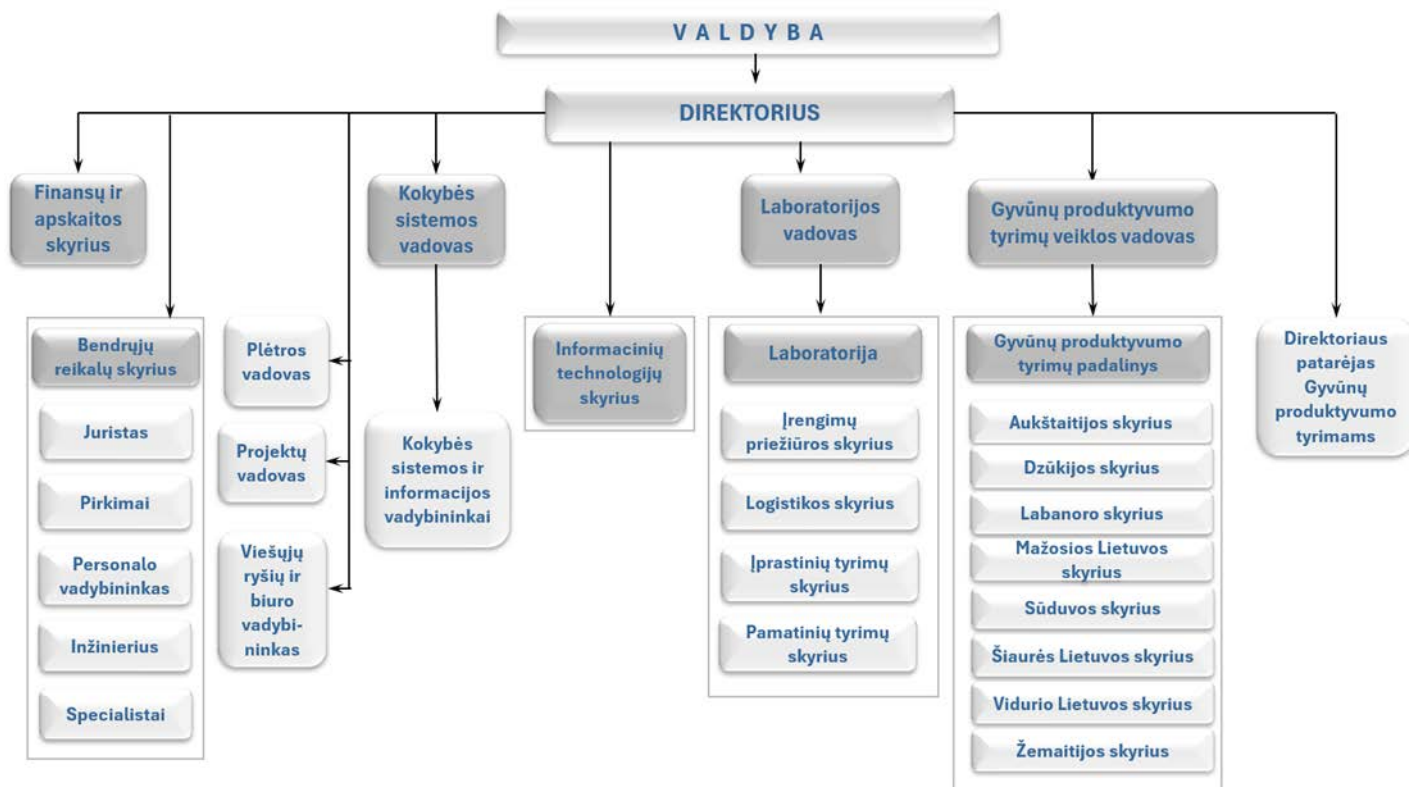 V A L D Y B A
DIREKTORIUS
Finansų ir
apskaitos
skyrius
Kokybės
sistemos
vadovas
Laboratorijos
vadovas
Gyvūnų produktyvumo
tyrimų veiklos vadovas
Bendrųjų
reikalų skyrius
Juristas
Pirkimai
Personalo
vadybininkas
Inžinierius
Specialistai
Plėtros
vadovas
Projektų
vadovas
Viešųjų
ryšių ir
biuro
vadybi-
ninkas
Kokybės
sistemos ir
informacijos
vadybininkai
Informacinių
technologijų
skyrius
Laboratorija
Įrengimų
priežiūros skyrius
Logistikos skyrius
Įprastinių tyrimų
skyrius
Pamatinių tyrimų
skyrius
Gyvūnų produktyvumo
tyrimų padalinys
Aukštaitijos skyrius
Dzūkijos skyrius
Labanoro skyrius
Mažosios Lietuvos
skyrius
Sūduvos skyrius
Šiaurės Lietuvos skyrius
Vidurio Lietuvos skyrius
Žemaitijos skyrius
Direktoriaus
patarėjas
Gyvūnų
produktyvumo
tyrimams